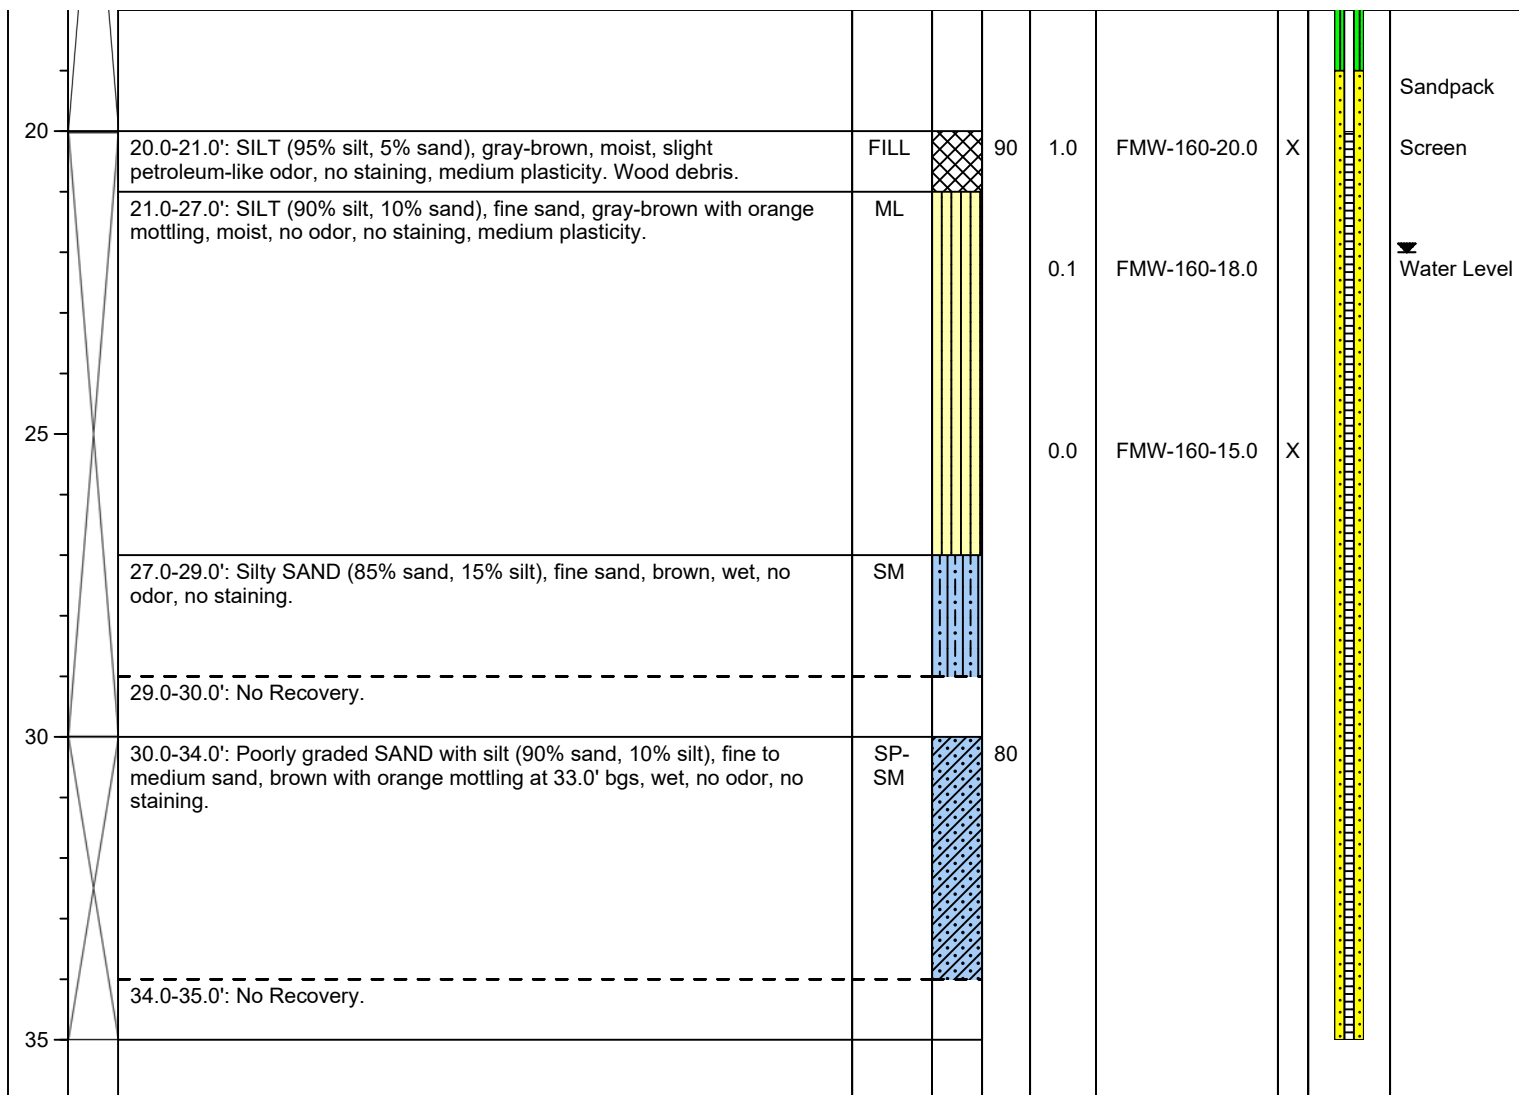 Sandpack
20
20.0-21.0': SILT (95% silt, 5% sand), gray-brown, moist, slight
petroleum-like odor, no staining, medium plasticity. Wood debris.
FILL
90
1.0
FMW-160-20.0
X
Screen
21.0-27.0': SILT (90% silt, 10% sand), fine sand, gray-brown with orange
mottling, moist, no odor, no staining, medium plasticity.
ML
0.1
FMW-160-18.0
Water Level
25
0.0
FMW-160-15.0
X
27.0-29.0': Silty SAND (85% sand, 15% silt), fine sand, brown, wet, no
odor, no staining.
SM
29.0-30.0': No Recovery.
30
30.0-34.0': Poorly graded SAND with silt (90% sand, 10% silt), fine to
medium sand, brown with orange mottling at 33.0' bgs, wet, no odor, no
staining.
SP-
SM
80
34.0-35.0': No Recovery.
35